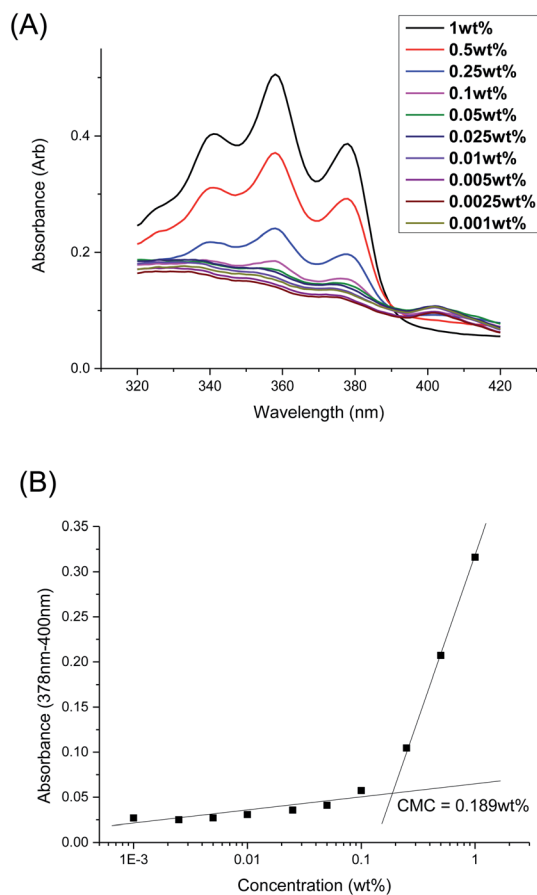 (A)
1wt%
0.5wt%
0.25wt%
0.1wt%
0.05wt%
0.025wt%
0.01wt%
0.005wt%
0.0025wt%
0.001wt%
0.4
0.2
0.0
Absorbance (Arb)
320 340 360 380 400 420
Wavelength (nm)
(B)
0.35
0.30
0.25
0.20
0.15
0.10
0.05
0.00
Absorbance (378nm-400nm)
CMC = 0.189wt%
1E-3 0.01 0.1 1
Concentration (wt%)